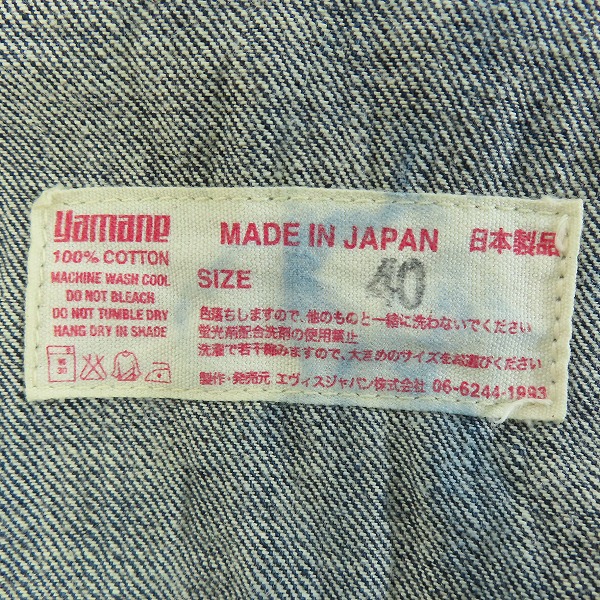 Yamane
100% COTTON
MACHINE WASH COOL
DO NOT BLEACH
DO NOT TUMBLE DRY
HANG DRY IN SHADE
W
30
MADE IN JAPAN 日本製品
SIZE 40
色落ちしますので、他のものと一緒に洗わないでください
蛍光剤配合洗剤の使用禁止
洗濯で若干縮みますので、大きめのサイズをお選びください
製作・発売元 エヴィスジャパン株式会社 06-6244-1993